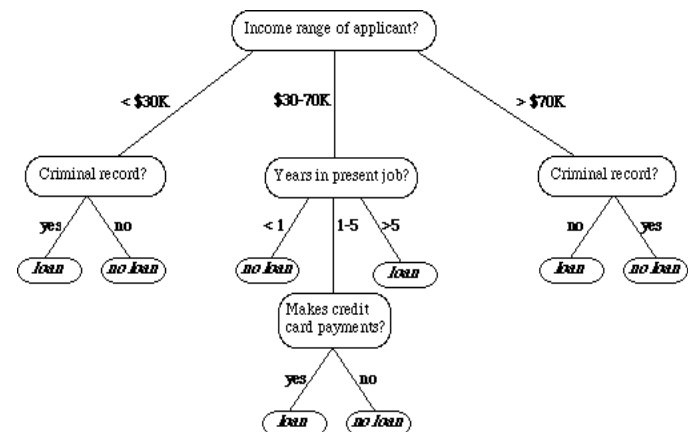 Income range of applicant?
< $30K
$30-70K
> $70K
Criminal record?
Years in present job?
Criminal record?
yes
no
< 1
1-5
>5
no
yes
loan
no loan
no loan
loan
loan
no loan
Makes credit
card payments?
yes
no
loan
no loan